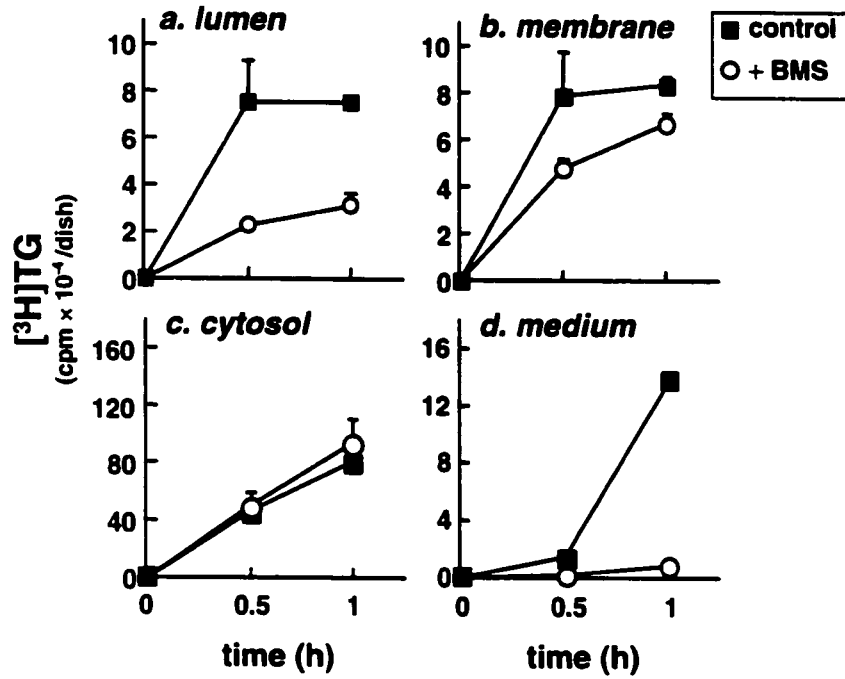 a. lumen
b. membrane
■ control
○ + BMS
10
8
6
4
2
0
10
8
6
4
2
0
[³H]TG
(cpm × 10⁻⁴ /dish)
c. cytosol
d. medium
160
120
80
40
0
16
12
8
4
0
0 0.5 1
0 0.5 1
time (h)
time (h)